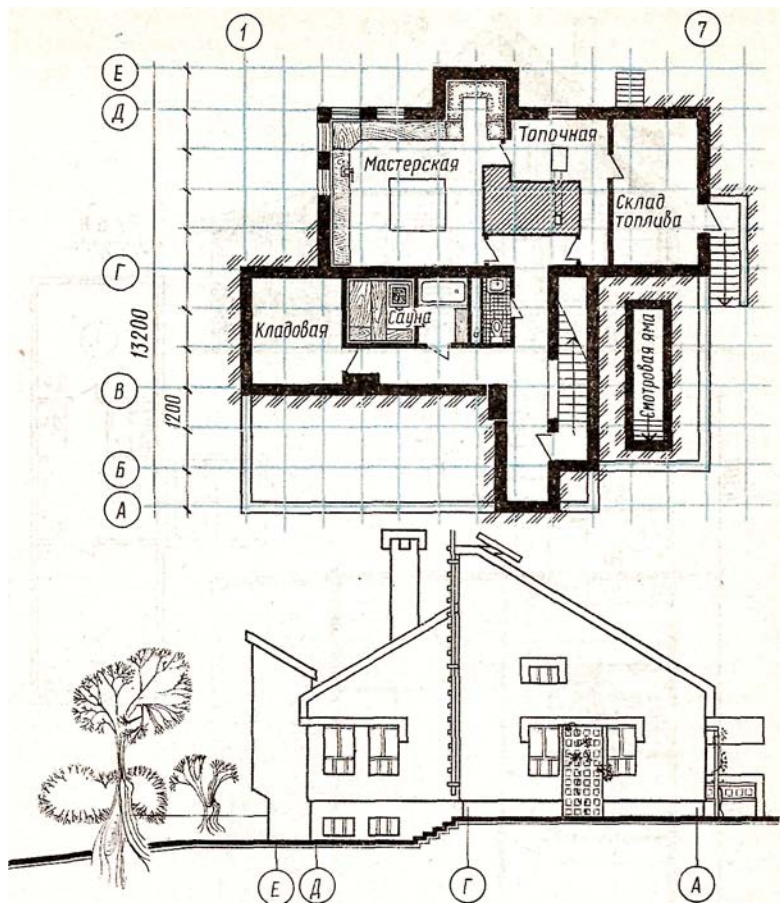 1
7
Е
Д
Топочная
Мастерская
Склад
топлива
Г
Сауна
Кладовая
Смотровая яма
13200
В
1200
Б
А
Е
Д
Г
А